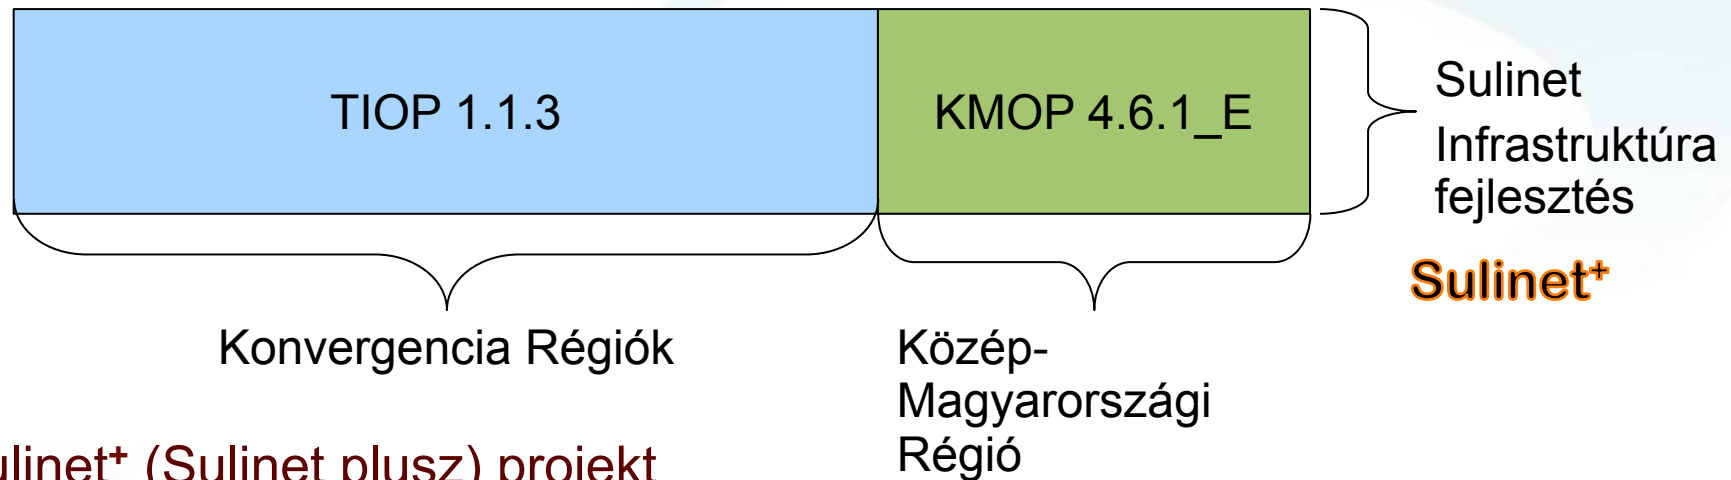 TIOP 1.1.3
KMOP 4.6.1_E
Sulinet
Infrastruktúra
fejlesztés
Sulinet⁺
Konvergencia Régiók
Közép-
Magyarországi
Régió
ulinet⁺ (Sulinet plusz) projekt